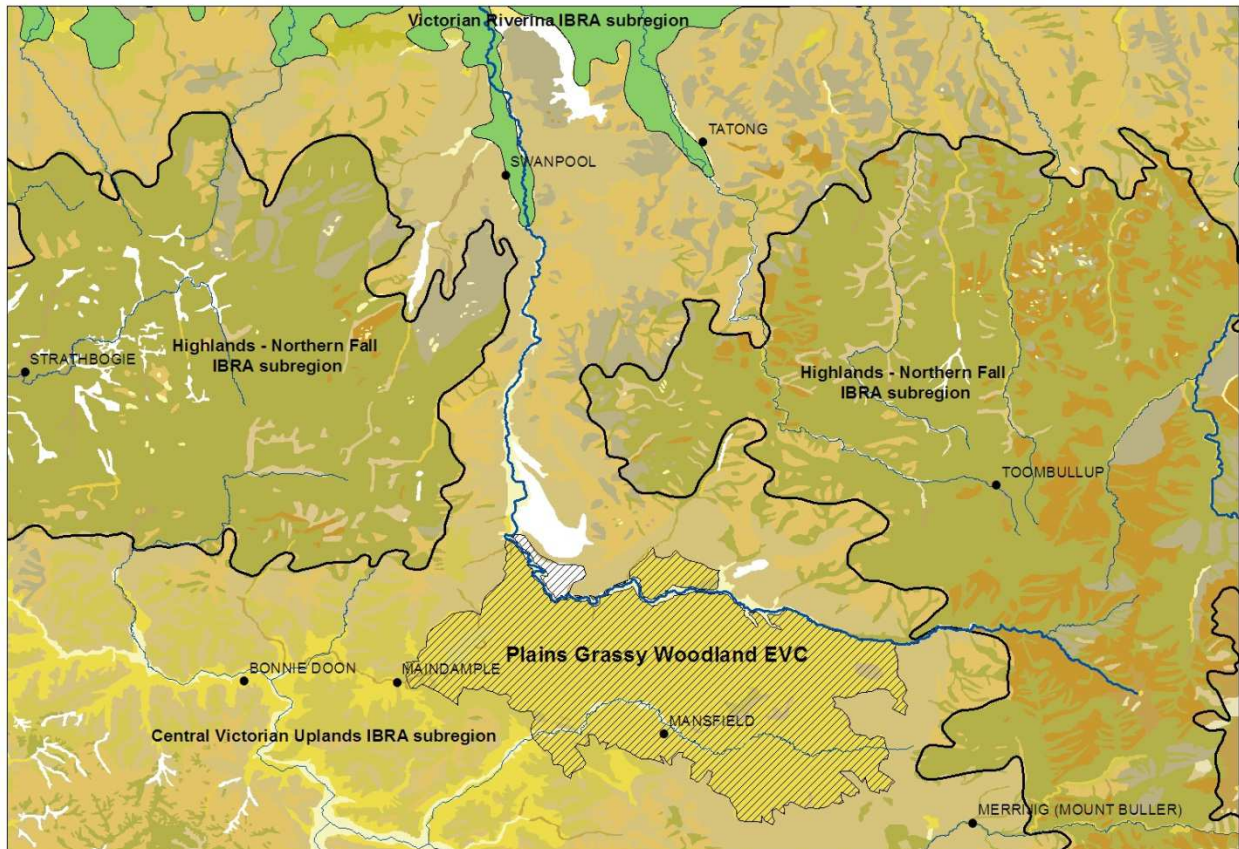 Victorian Riverina IBRA subregion
TATONG
SWANPOOL
Highlands - Northern Fall
IBRA subregion
STRATHBOGIE
Highlands - Northern Fall
IBRA subregion
TOOMBULLUP
Plains Grassy Woodland EVC
BONNIE DOON
MAINDAMPLE
Central Victorian Uplands IBRA subregion
MANSFIELD
MERRIJIG (MOUNT BULLER)